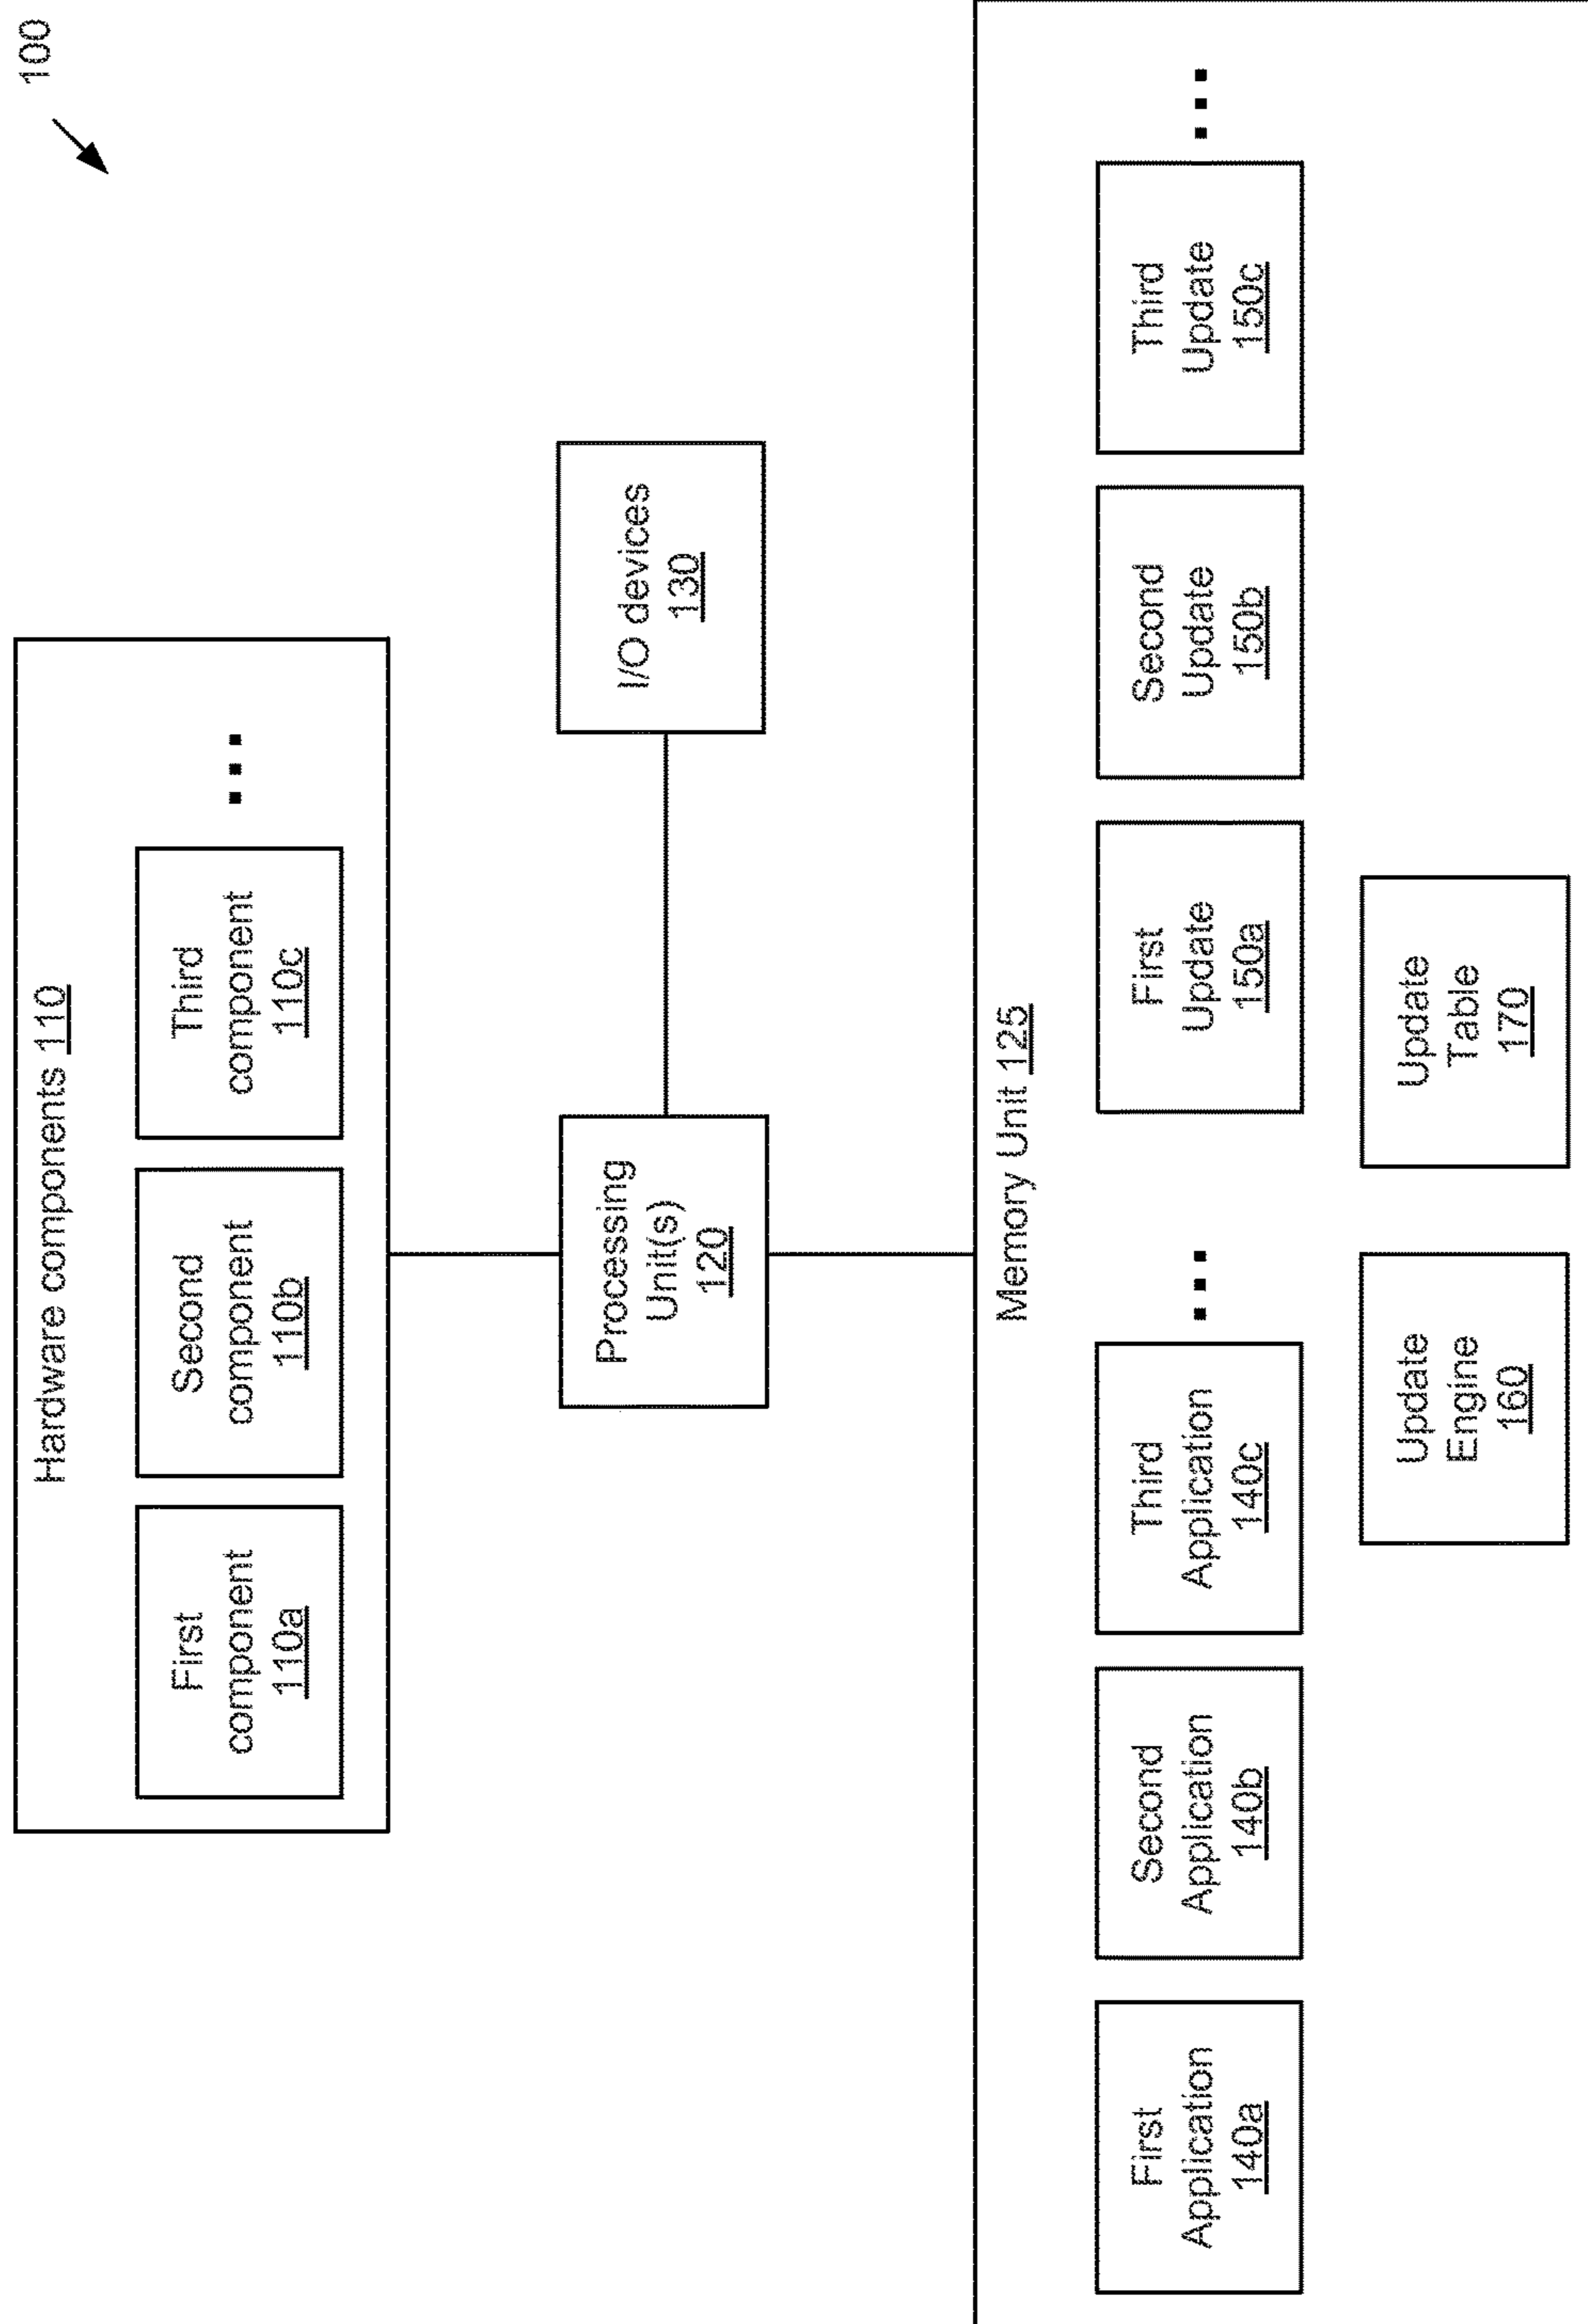 100
Hardware components 110
First
component
110a
Second
component
110b
Third
component
110c
...
Processing
Unit(s)
120
I/O devices
130
Memory Unit 125
First
Application
140a
Second
Application
140b
Third
Application
140c
...
First
Update
150a
Second
Update
150b
Third
Update
150c
...
Update
Engine
160
Update
Table
170